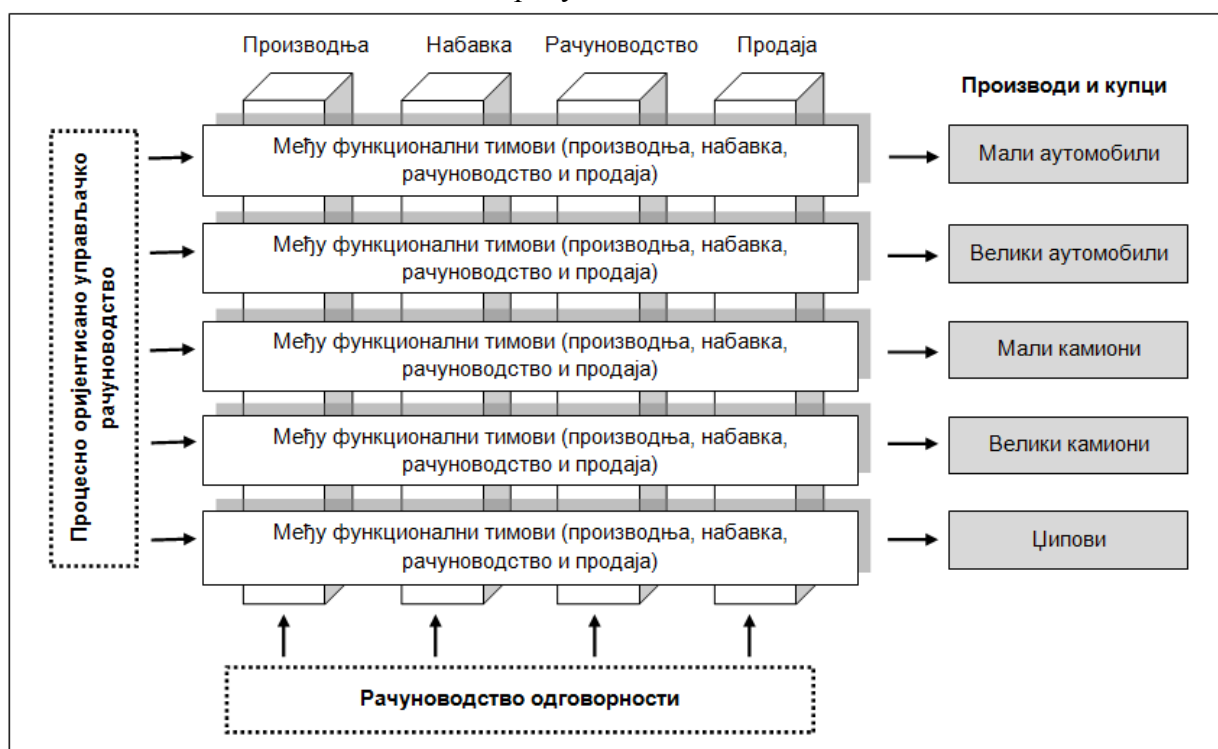 Производња Набавка Рачуноводство Продаја
Производи и купци
Процесно оријентисано управљачко
рачуноводство
Међу функционални тимови (производња, набавка,
рачуноводство и продаја)
Мали аутомобили
Међу функционални тимови (производња, набавка,
рачуноводство и продаја)
Велики аутомобили
Међу функционални тимови (производња, набавка,
рачуноводство и продаја)
Мали камиони
Међу функционални тимови (производња, набавка,
рачуноводство и продаја)
Велики камиони
Међу функционални тимови (производња, набавка,
рачуноводство и продаја)
Џипови
Рачуноводство одговорности